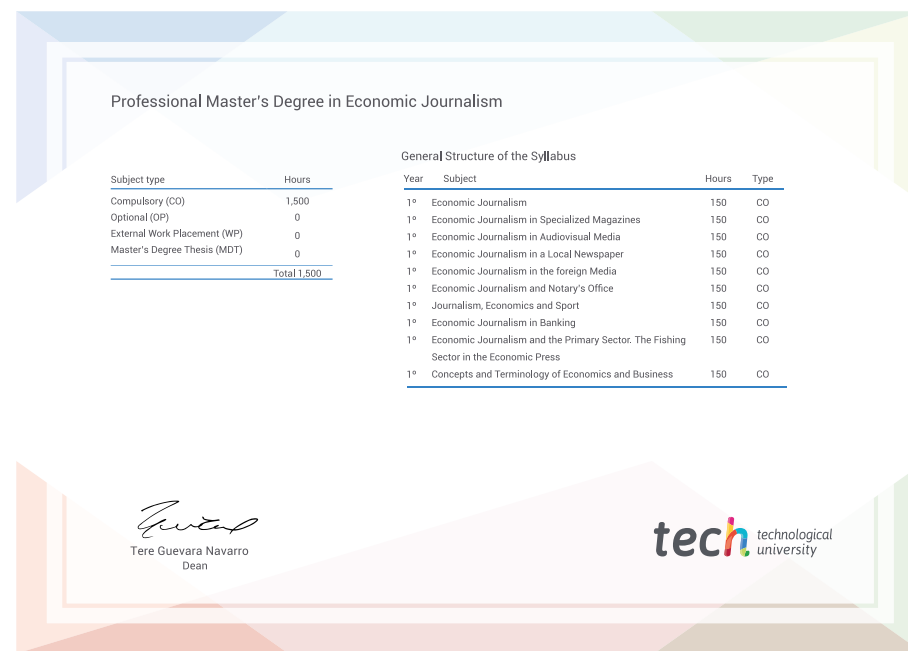 Professional Master's Degree in Economic Journalism
Subject type Hours
Compulsory (CO) 1,500
Optional (OP) 0
External Work Placement (WP) 0
Master's Degree Thesis (MDT) 0
Total 1,500
General Structure of the Syllabus
Year Subject Hours Type
1º Economic Journalism 150 CO
1º Economic Journalism in Specialized Magazines 150 CO
1º Economic Journalism in Audiovisual Media 150 CO
1º Economic Journalism in a Local Newspaper 150 CO
1º Economic Journalism in the foreign Media 150 CO
1º Economic Journalism and Notary's Office 150 CO
1º Journalism, Economics and Sport 150 CO
1º Economic Journalism in Banking 150 CO
1º Economic Journalism and the Primary Sector. The Fishing 150 CO
Sector in the Economic Press
1º Concepts and Terminology of Economics and Business 150 CO
Tere Guevara Navarro
Dean
tech technological
university